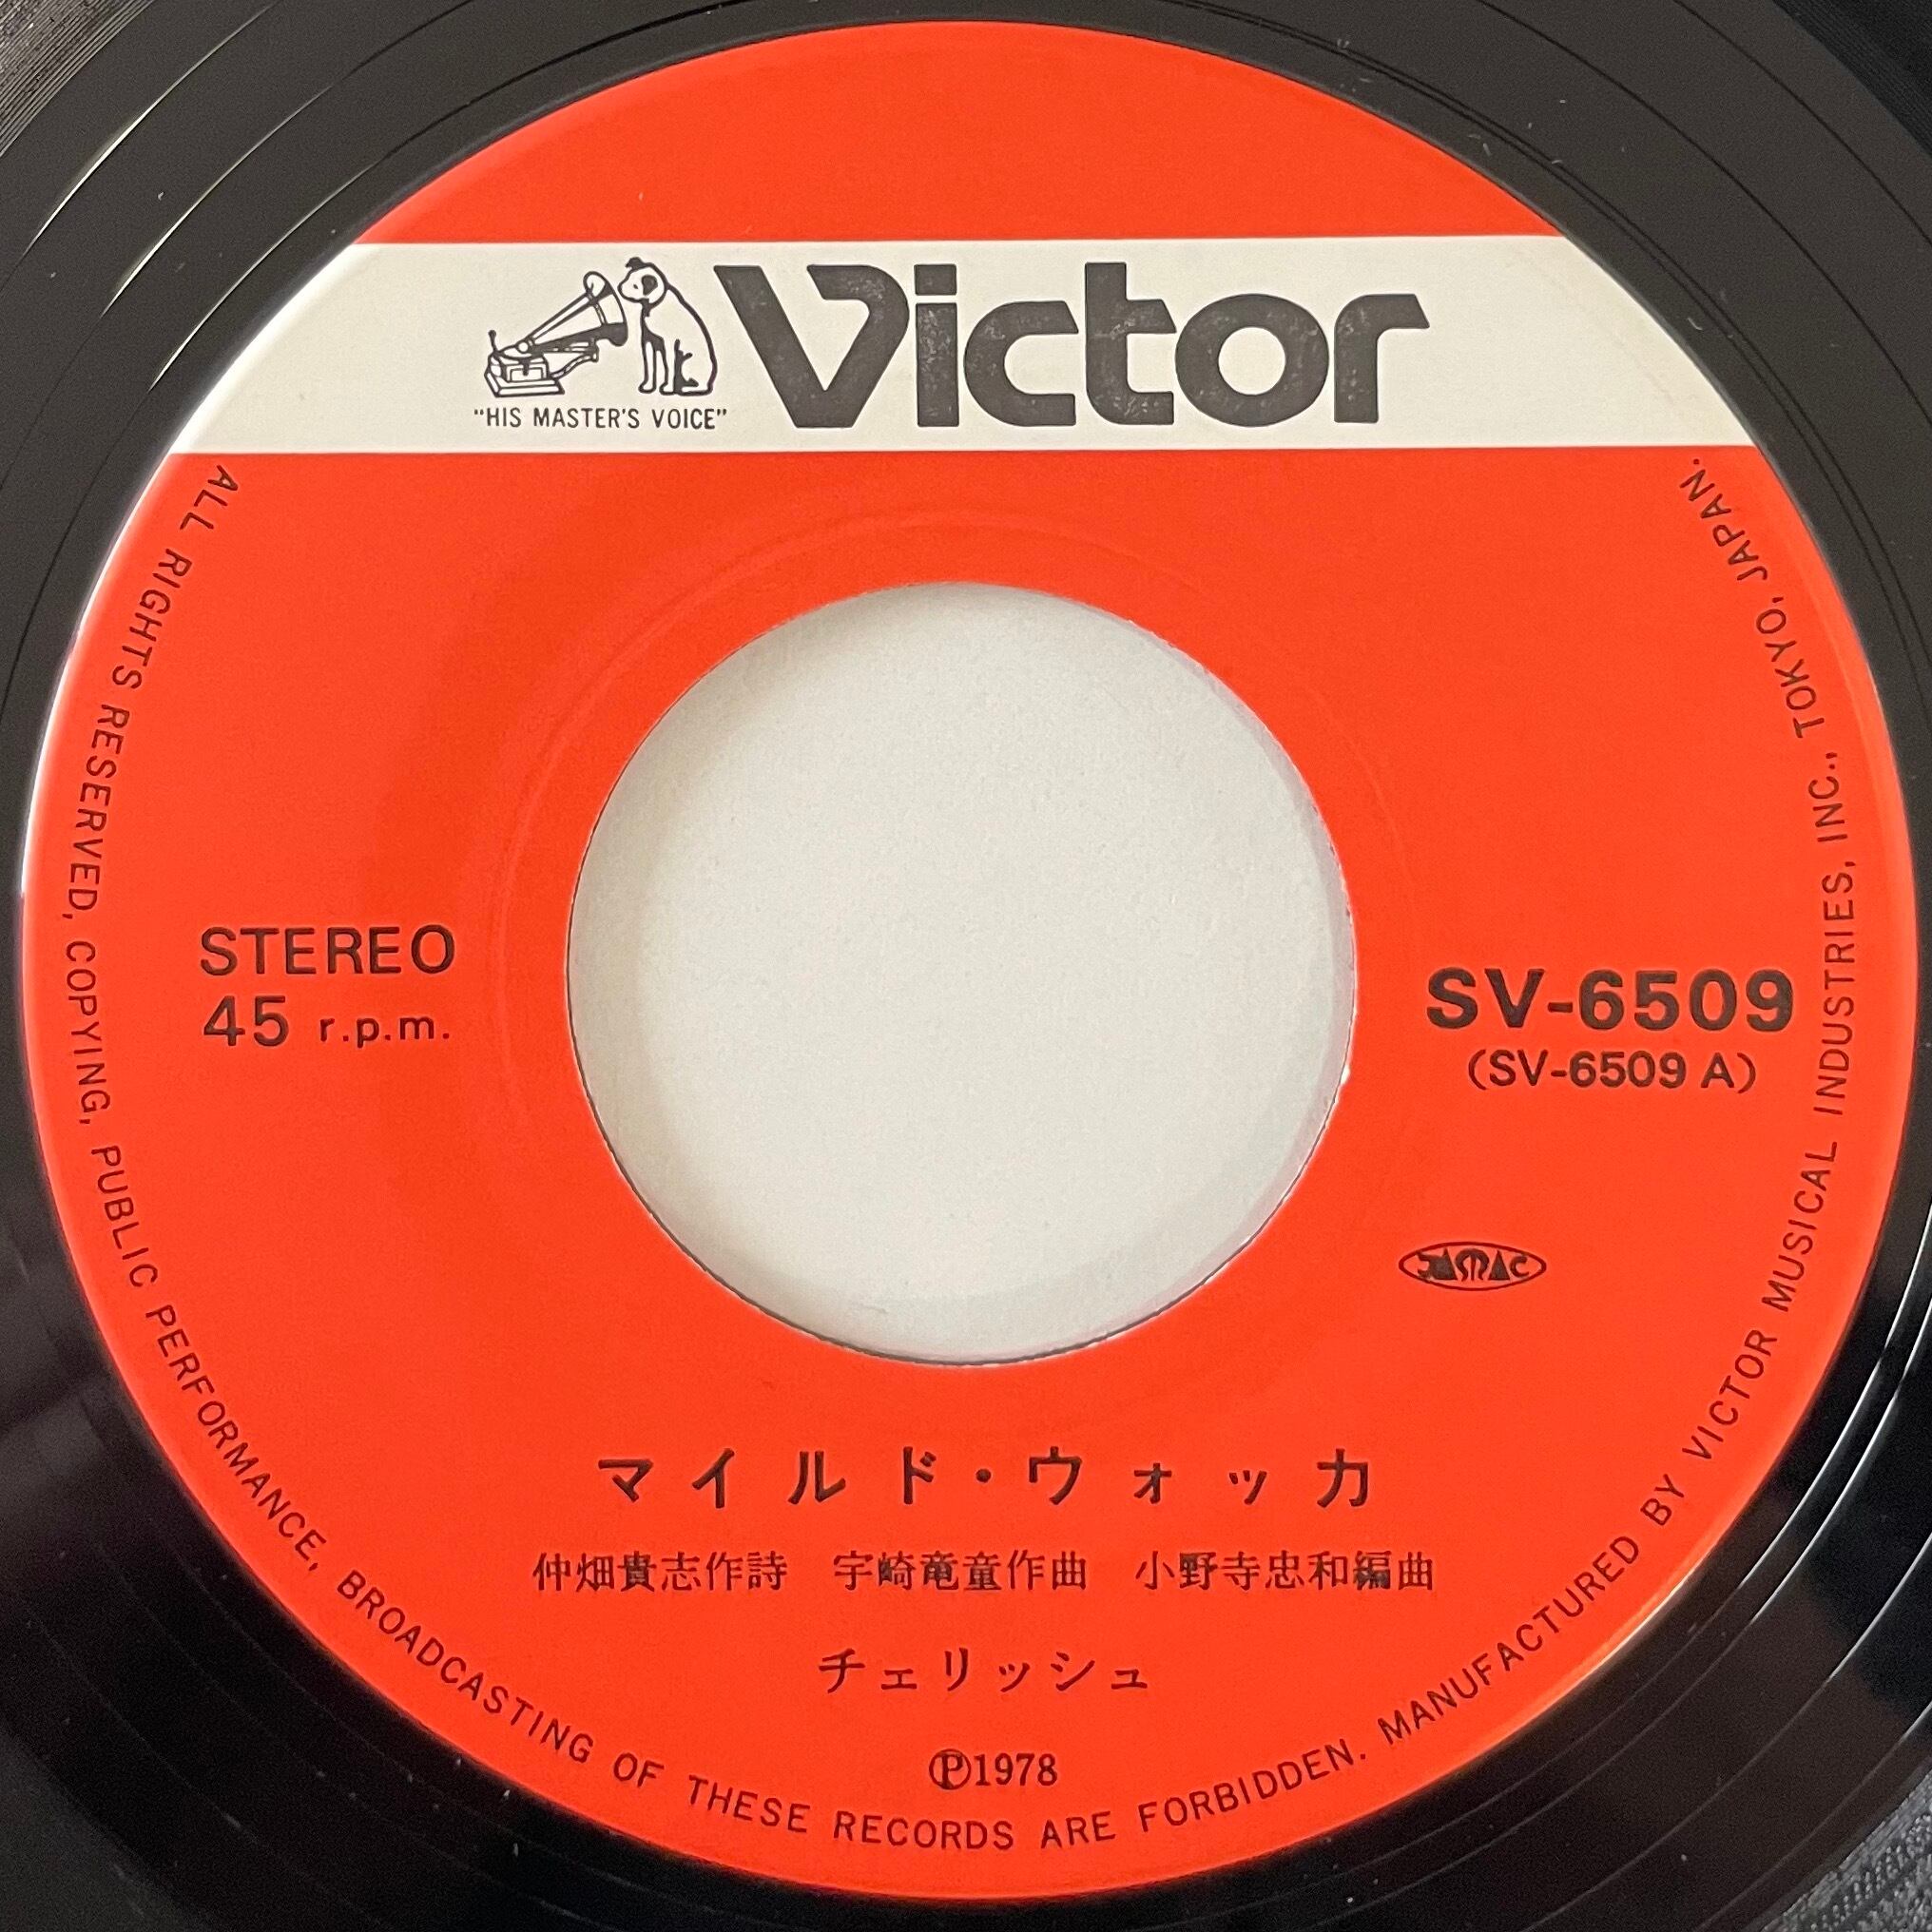 Victor
"HIS MASTER'S VOICE"
STEREO
45 r.p.m.
SV-6509
(SV-6509 A)
JASRAC
マイルド・ウォッカ
仲畑貴志作詩 宇崎竜童作曲 小野寺忠和編曲
チェリッシュ
Ⓟ1978
ALL RIGHTS RESERVED, COPYING, PUBLIC PERFORMANCE, BROADCASTING OF THESE RECORDS ARE FORBIDDEN. MANUFACTURED BY VICTOR MUSICAL INDUSTRIES, INC., TOKYO, JAPAN.